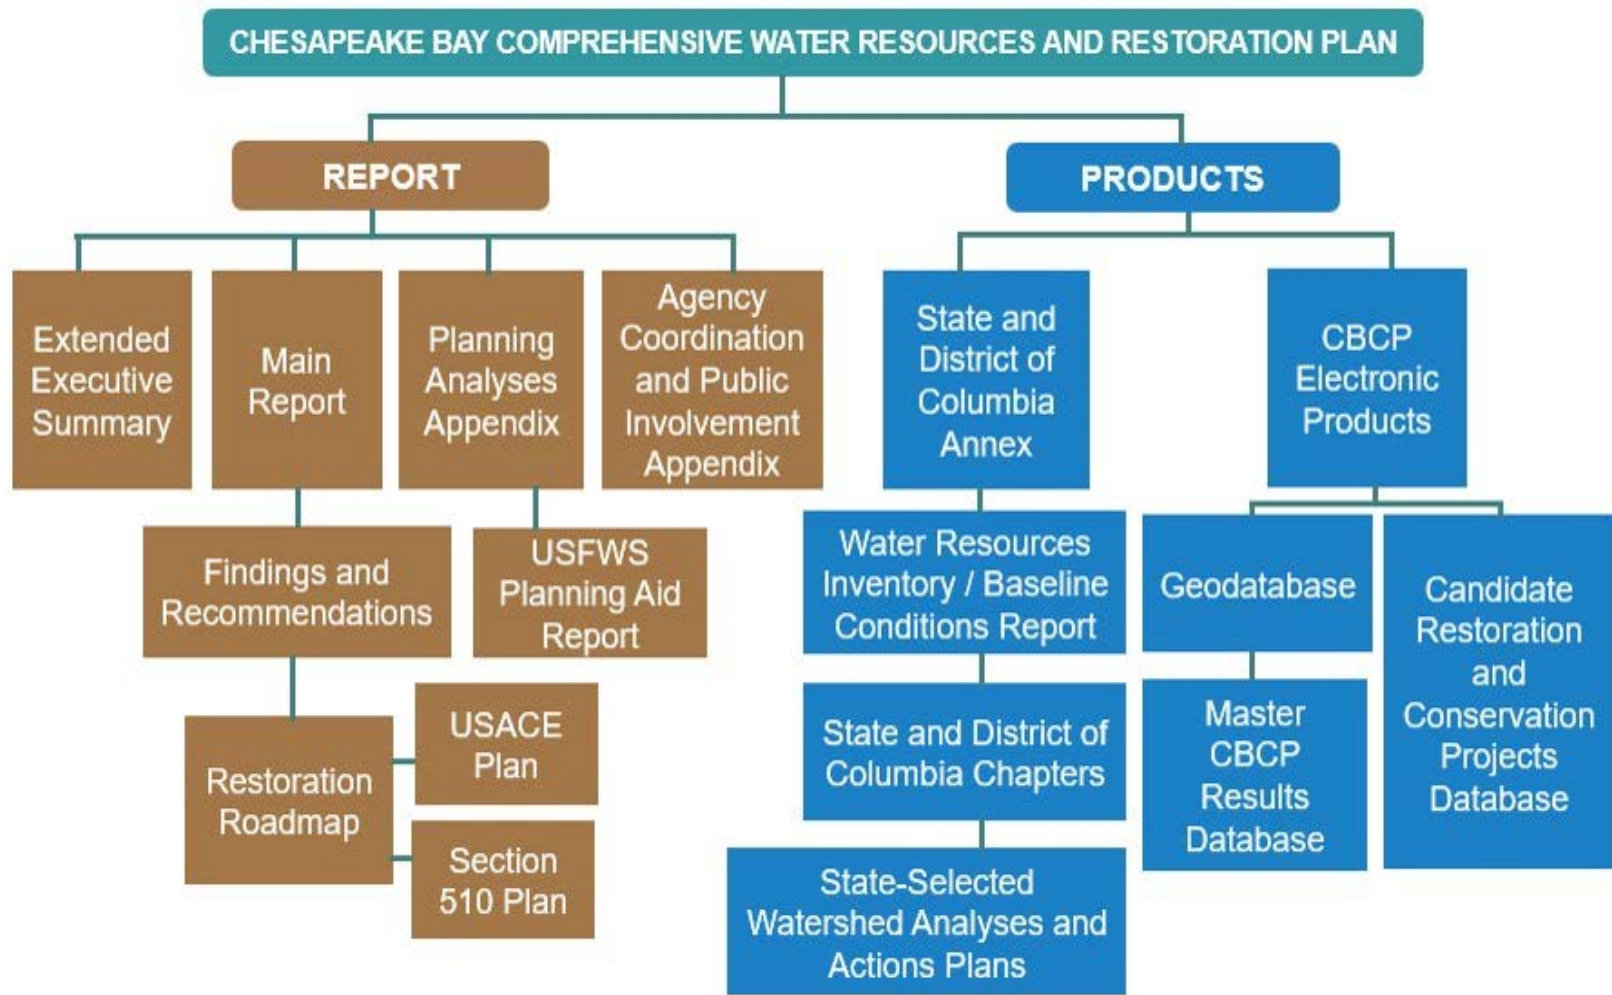 CHESAPEAKE BAY COMPREHENSIVE WATER RESOURCES AND RESTORATION PLAN
REPORT
PRODUCTS
Extended
Executive
Summary
Main
Report
Planning
Analyses
Appendix
Agency
Coordination
and Public
Involvement
Appendix
State and
District of
Columbia
Annex
CBCP
Electronic
Products
Findings and
Recommendations
USFWS
Planning Aid
Report
Water Resources
Inventory / Baseline
Conditions Report
Geodatabase
Candidate
Restoration
and
Conservation
Projects
Database
Restoration
Roadmap
USACE
Plan
Section
510 Plan
State and District of
Columbia Chapters
Master
CBCP
Results
Database
State-Selected
Watershed Analyses and
Actions Plans